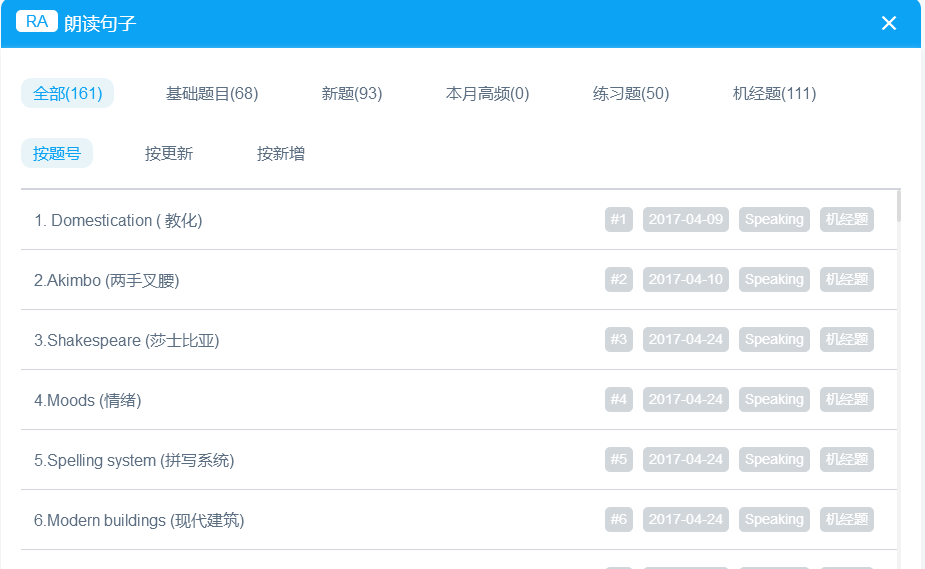 RA 朗读句子 ×
全部(161) 基础题目(68) 新题(93) 本月高频(0) 练习题(50) 机经题(111)
按题号 按更新 按新增
1. Domestication ( 教化) #1 2017-04-09 Speaking 机经题
2.Akimbo (两手叉腰) #2 2017-04-10 Speaking 机经题
3.Shakespeare (莎士比亚) #3 2017-04-24 Speaking 机经题
4.Moods (情绪) #4 2017-04-24 Speaking 机经题
5.Spelling system (拼写系统) #5 2017-04-24 Speaking 机经题
6.Modern buildings (现代建筑) #6 2017-04-24 Speaking 机经题